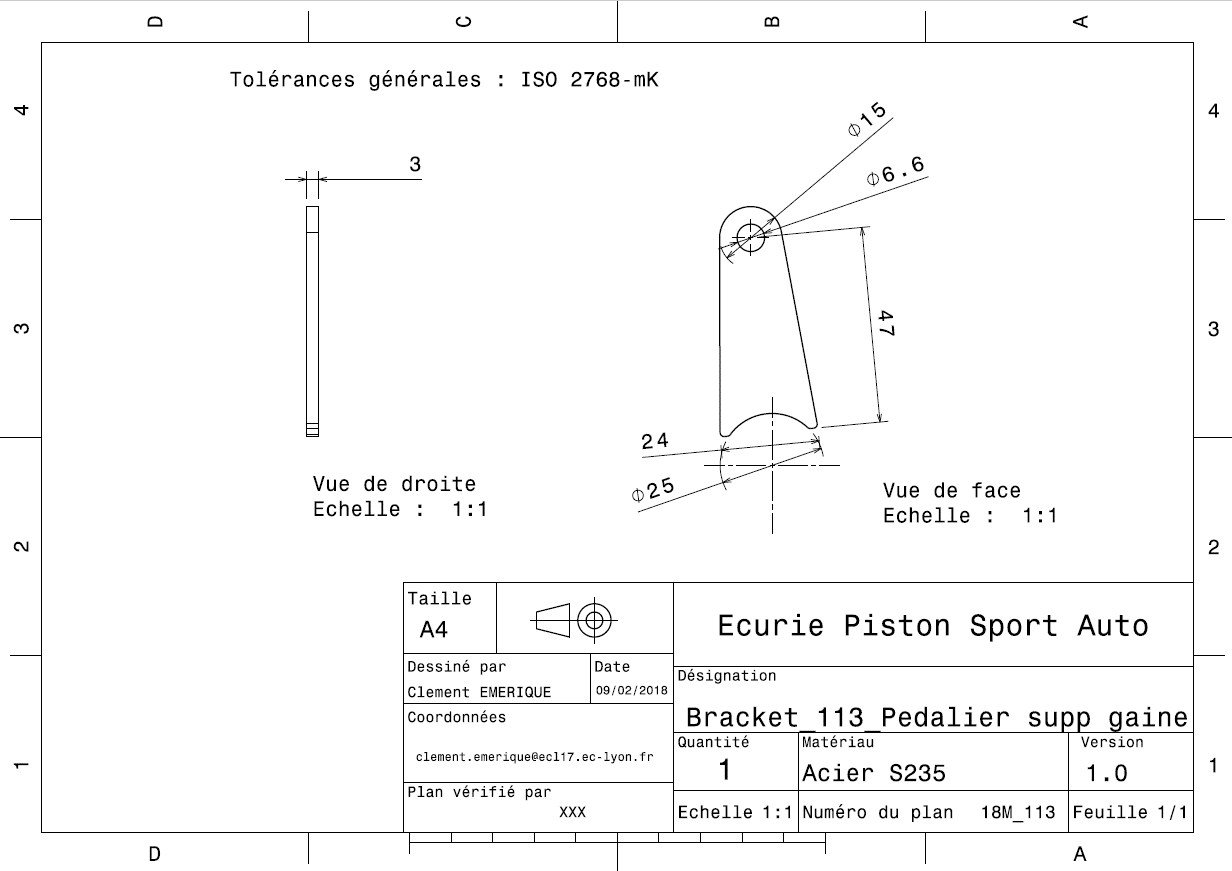 D C B A
Tolérances générales : ISO 2768-mK
4 4
⌀15
⌀6.6
3
3 3
47
24
⌀25
Vue de droite
Echelle : 1:1
Vue de face
Echelle : 1:1
2 2
Taille
A4
Ecurie Piston Sport Auto
Dessiné par
Clement EMERIQUE
Date
09/02/2018
Désignation
Bracket_113_Pedalier supp gaine
Coordonnées
clement.emerique@ecl17.ec-lyon.fr
Quantité
1
Matériau
Acier S235
Version
1.0
1 1
Plan vérifié par
XXX
Echelle 1:1
Numéro du plan 18M_113
Feuille 1/1
D A